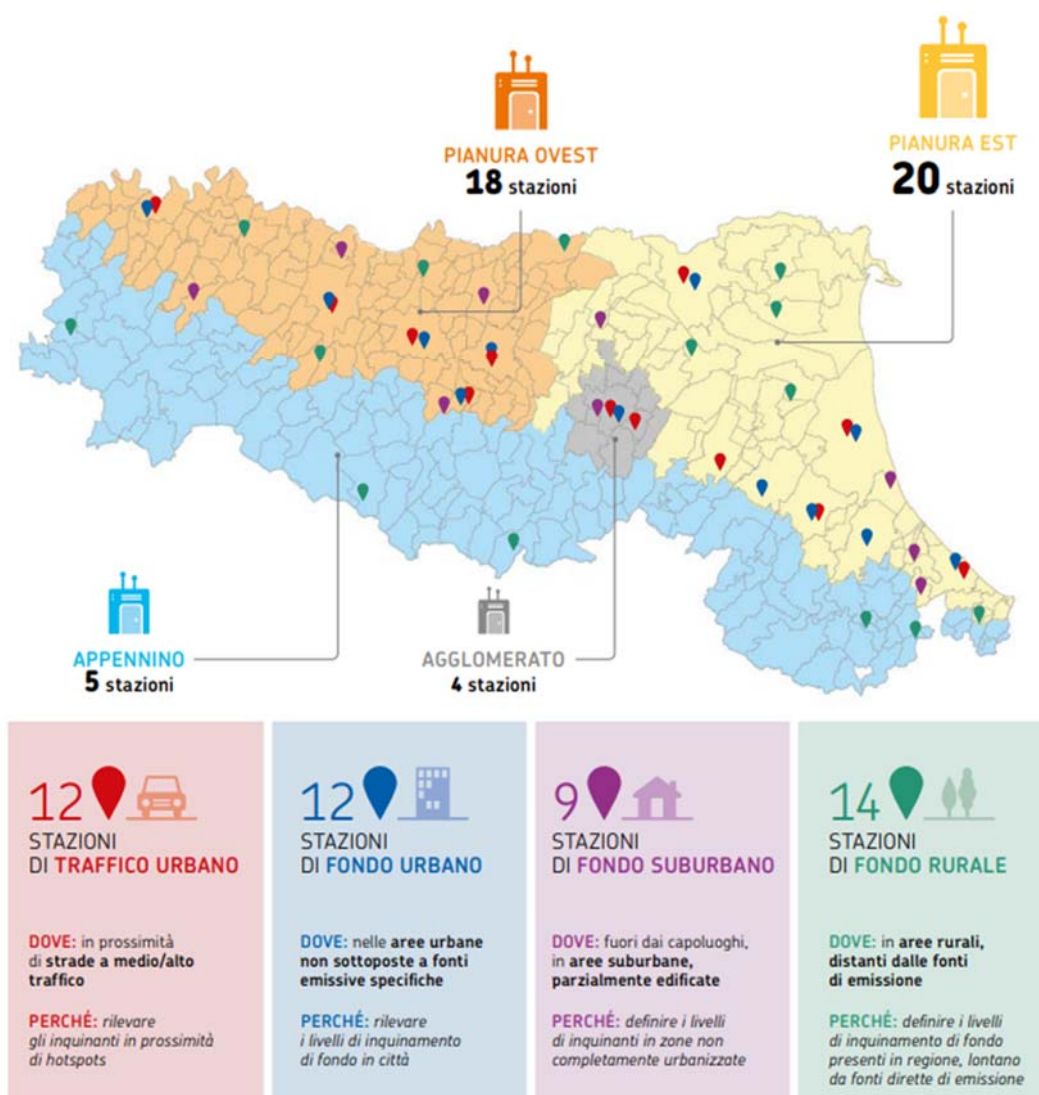 PIANURA OVEST
18 stazioni
PIANURA EST
20 stazioni
APPENNINO
5 stazioni
AGGLOMERATO
4 stazioni
12
STAZIONI
DI TRAFFICO URBANO
DOVE: in prossimità
di strade a medio/alto
traffico
PERCHÉ: rilevare
gli inquinanti in prossimità
di hotspots
12
STAZIONI
DI FONDO URBANO
DOVE: nelle aree urbane
non sottoposte a fonti
emissive specifiche
PERCHÉ: rilevare
i livelli di inquinamento
di fondo in città
9
STAZIONI
DI FONDO SUBURBANO
DOVE: fuori dai capoluoghi,
in aree suburbane,
parzialmente edificate
PERCHÉ: definire i livelli
di inquinanti in zone non
completamente urbanizzate
14
STAZIONI
DI FONDO RURALE
DOVE: in aree rurali,
distanti dalle fonti
di emissione
PERCHÉ: definire i livelli
di inquinamento di fondo
presenti in regione, lontano
da fonti dirette di emissione